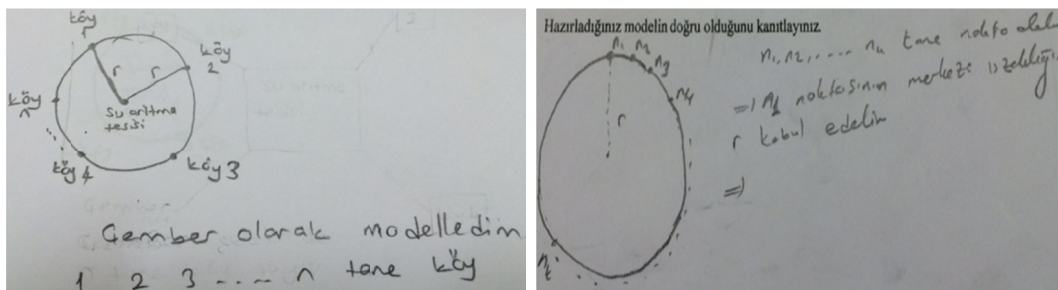 köy
1
köy
2
r
r
köy
n
su arıtma
tesisi
köy 4
köy 3
Çember olarak modelledim
1 2 3 .... n tane köy
Hazırladığınız modelin doğru olduğunu kanıtlayınız.
n1 n2
n3
n4
r
n1, n2, .... nk tane nokta
=) n1 noktasının merkeze uzaklığı
r kabul edelim
=)